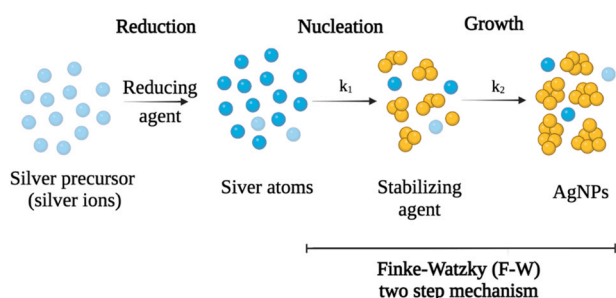 Reduction
Nucleation
Growth
Reducing
agent
k₁
k₂
Silver precursor
(silver ions)
Siver atoms
Stabilizing
agent
AgNPs
Finke-Watzky (F-W)
two step mechanism